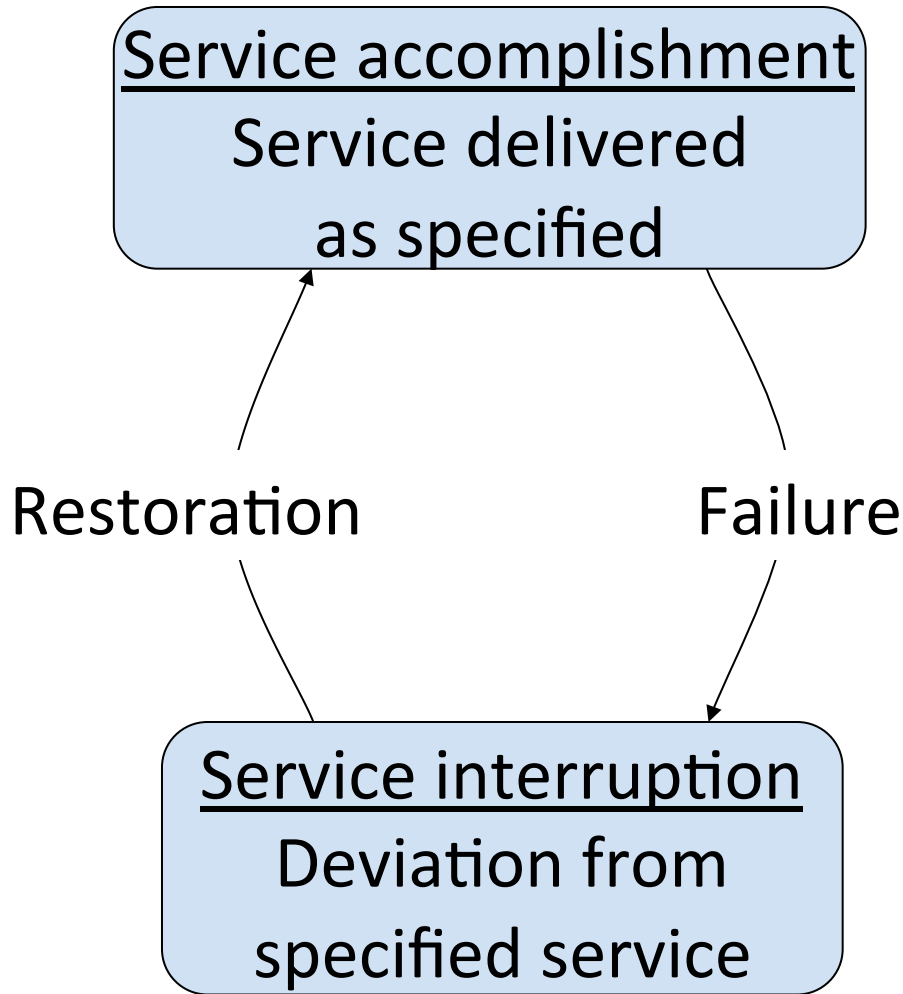 Service accomplishment
Service delivered
as specified
Restoration
Failure
Service interruption
Deviation from
specified service